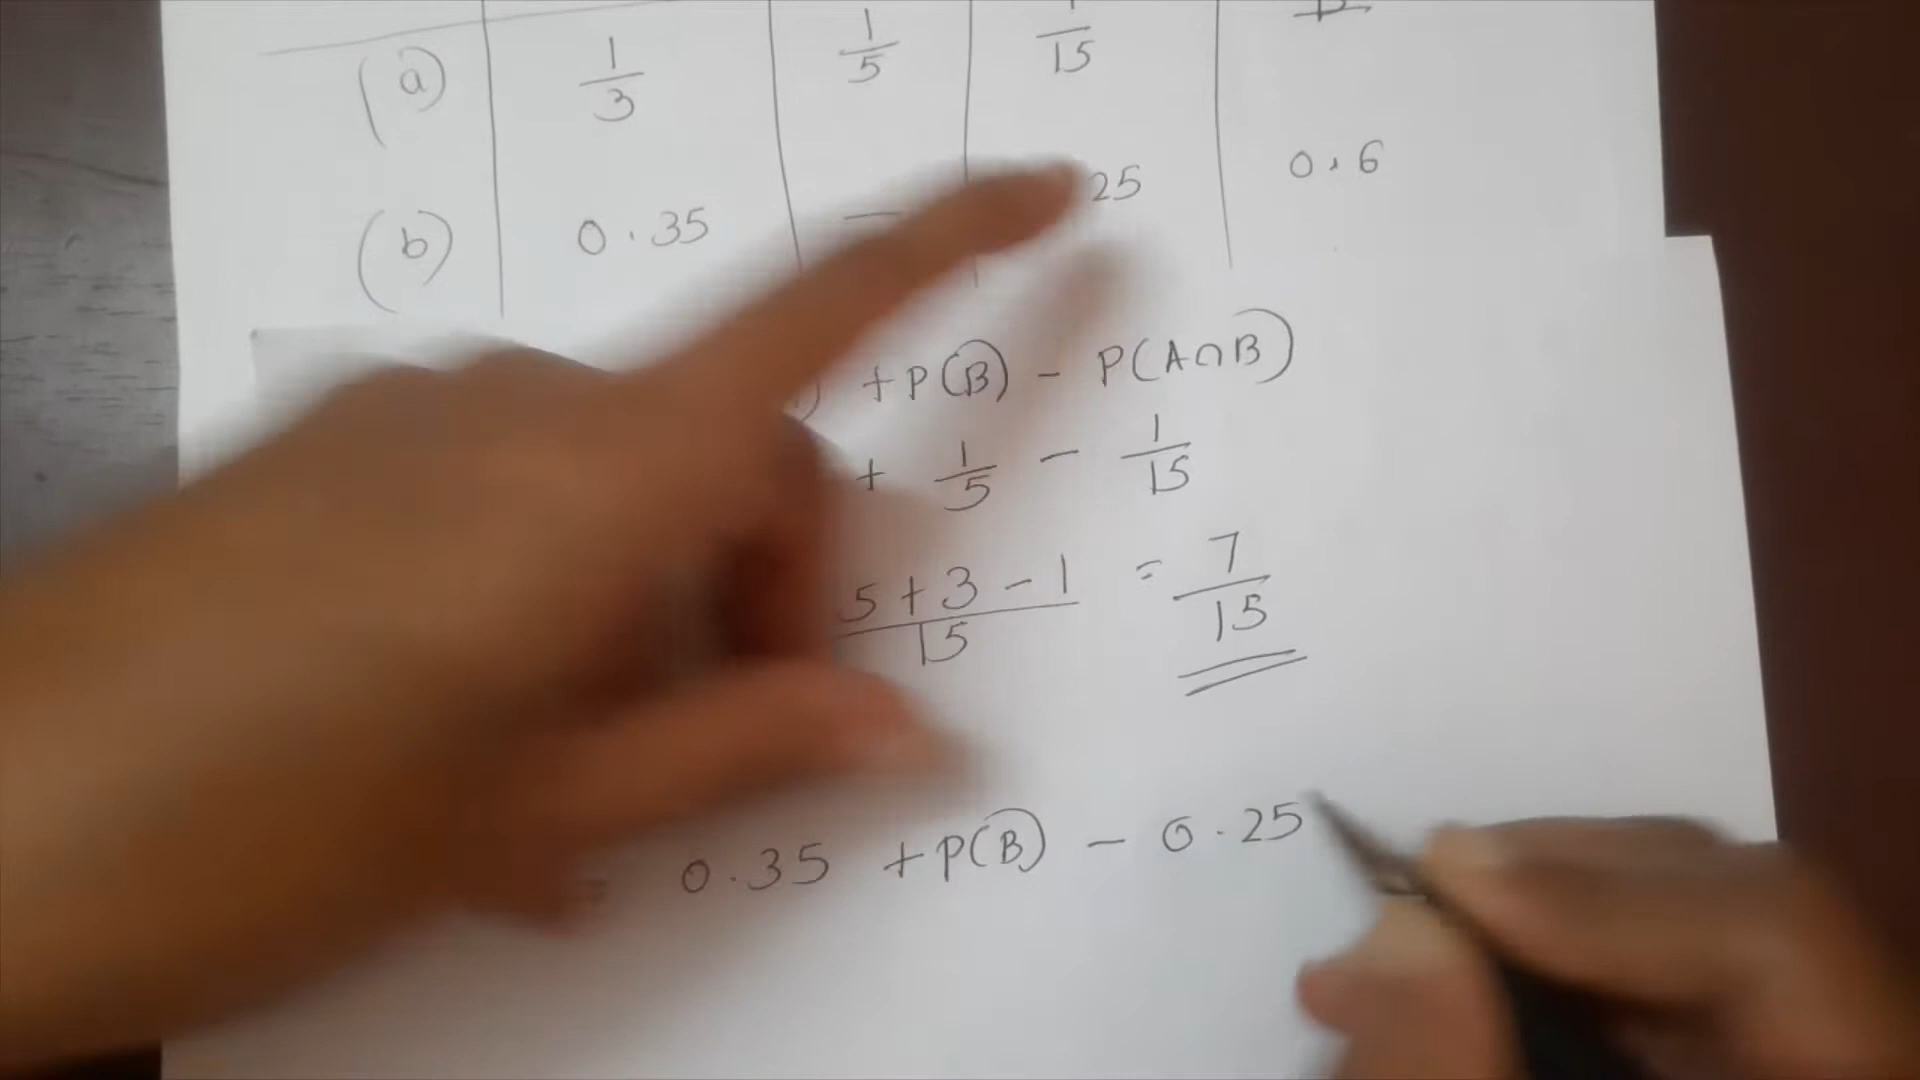 (a) 1/3 1/5 1/15
(b) 0.35 — 25 0.6
) + P(B) - P(A∩B)
+ 1/5 - 1/15
5+3-1/15 = 7/15
= 0.35 + P(B) - 0.25